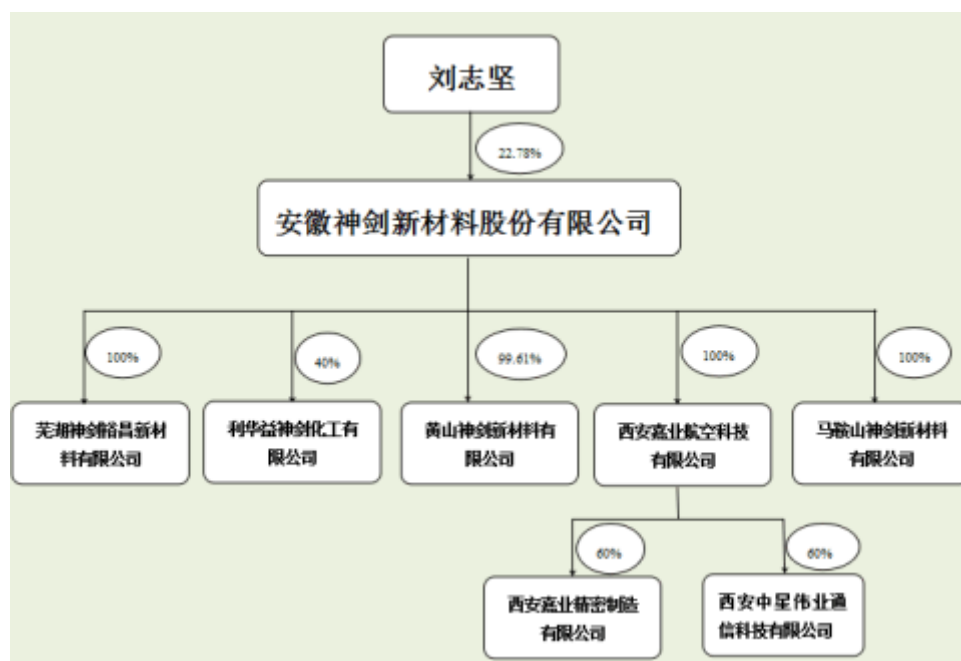 刘志坚
22.78%
安徽神剑新材料股份有限公司
100%
40%
99.61%
100%
100%
芜湖神剑裕昌新材
料有限公司
利华益神剑化工有
限公司
黄山神剑新材料有
限公司
西安嘉业航空科技
有限公司
马鞍山神剑新材料
有限公司
60%
60%
西安嘉业精密制造
有限公司
西安中星伟业通
信科技有限公司